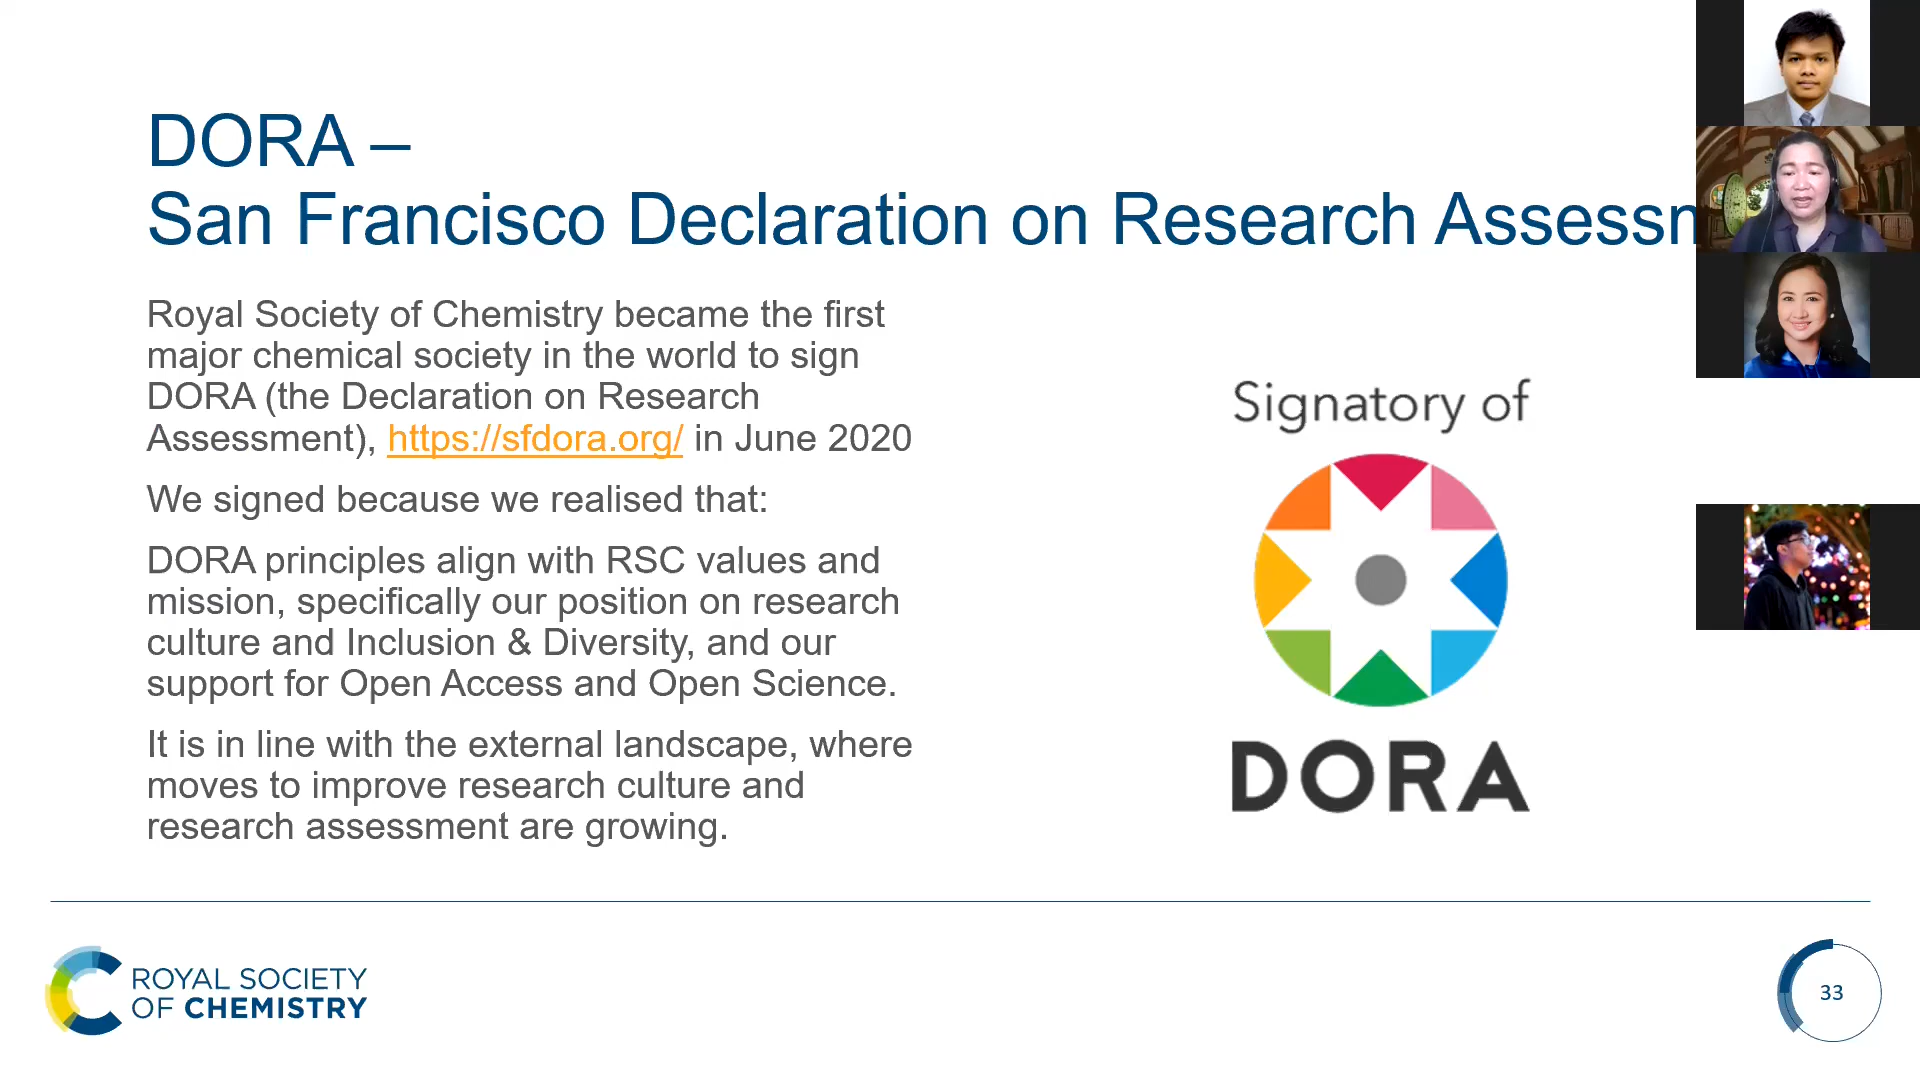 DORA –
San Francisco Declaration on Research Assessm
Royal Society of Chemistry became the first
major chemical society in the world to sign
DORA (the Declaration on Research
Assessment), https://sfdora.org/ in June 2020
We signed because we realised that:
DORA principles align with RSC values and
mission, specifically our position on research
culture and Inclusion & Diversity, and our
support for Open Access and Open Science.
It is in line with the external landscape, where
moves to improve research culture and
research assessment are growing.
Signatory of
DORA
ROYAL SOCIETY
OF CHEMISTRY
33